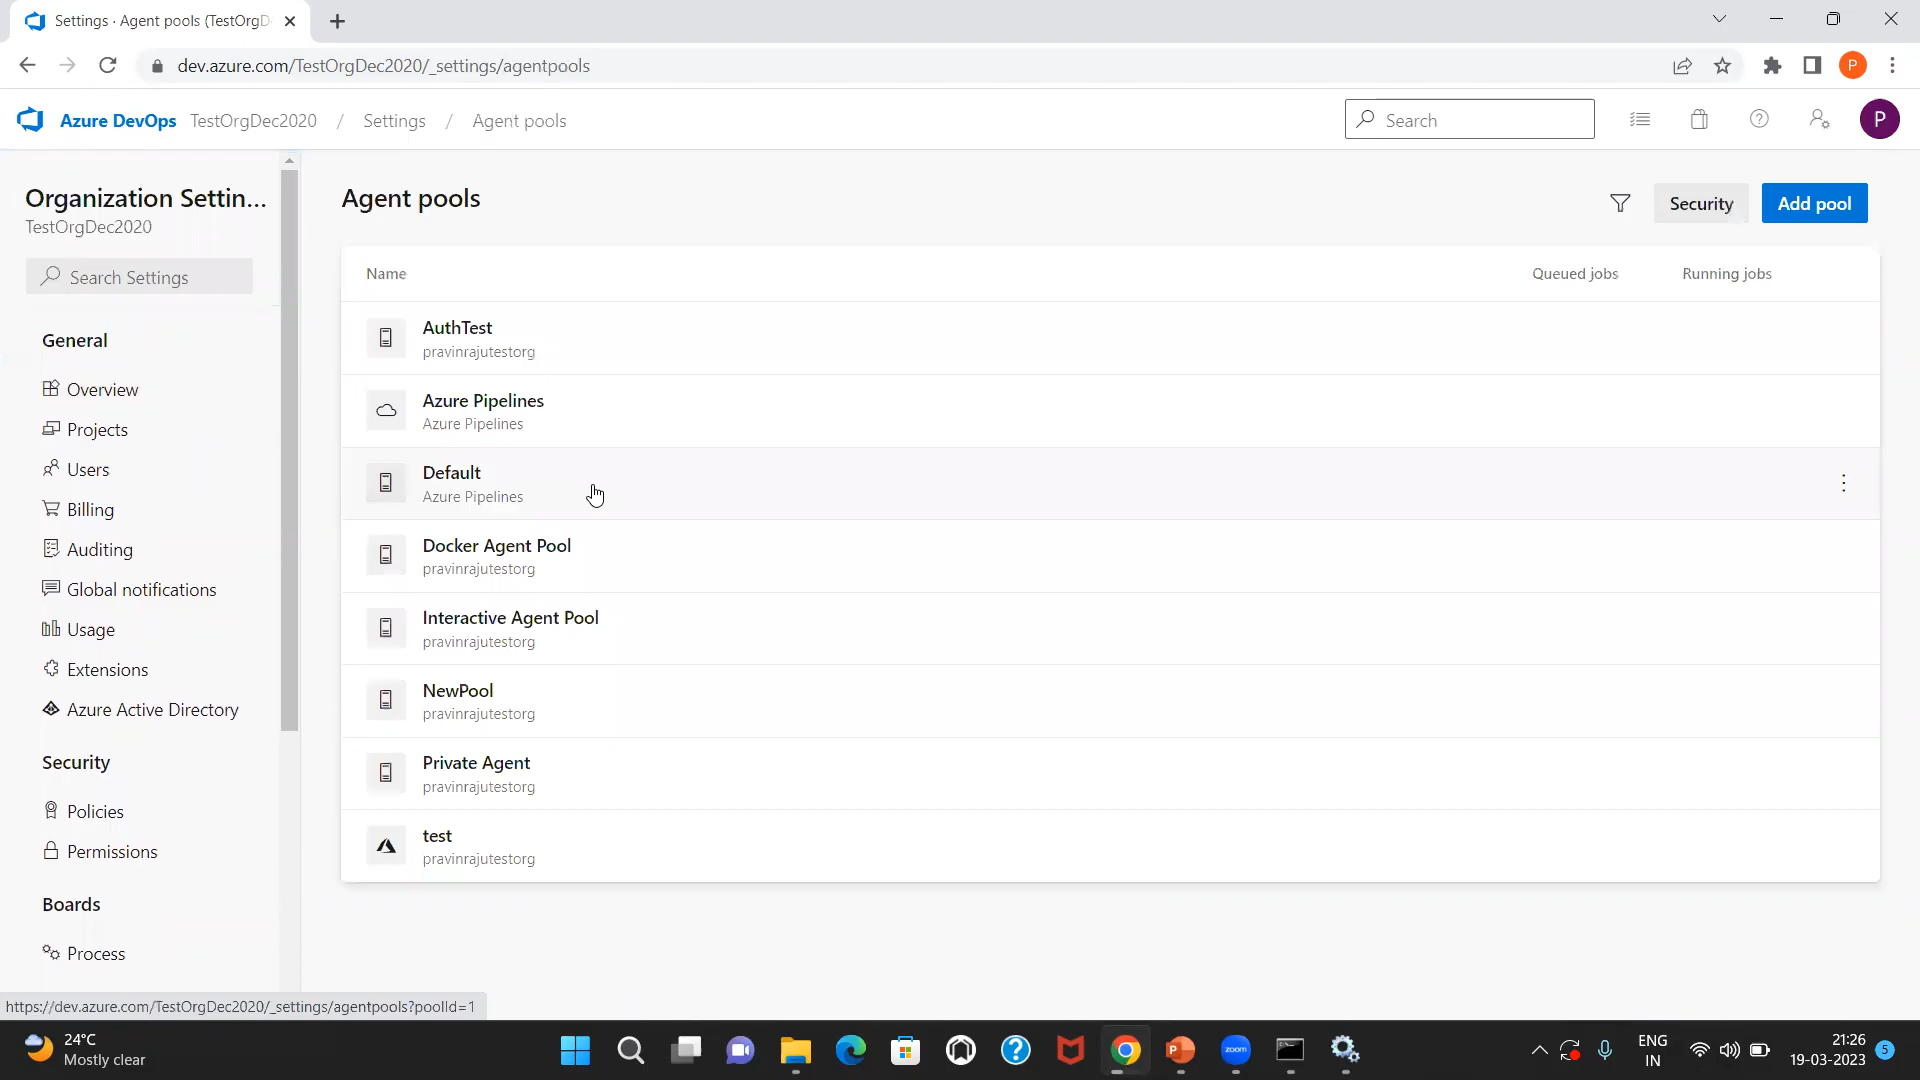 Settings · Agent pools (TestOrgD
dev.azure.com/TestOrgDec2020/_settings/agentpools
P
Azure DevOps TestOrgDec2020 / Settings / Agent pools
Search
P
Organization Settin...
TestOrgDec2020
Search Settings
General
Overview
Projects
Users
Billing
Auditing
Global notifications
Usage
Extensions
Azure Active Directory
Security
Policies
Permissions
Boards
Process
Agent pools
Security
Add pool
Name Queued jobs Running jobs
AuthTest
pravinrajutestorg
Azure Pipelines
Azure Pipelines
Default
Azure Pipelines
Docker Agent Pool
pravinrajutestorg
Interactive Agent Pool
pravinrajutestorg
NewPool
pravinrajutestorg
Private Agent
pravinrajutestorg
test
pravinrajutestorg
https://dev.azure.com/TestOrgDec2020/_settings/agentpools?poolId=1
24°C
Mostly clear
zoom
ENG
IN
21:26
19-03-2023
5